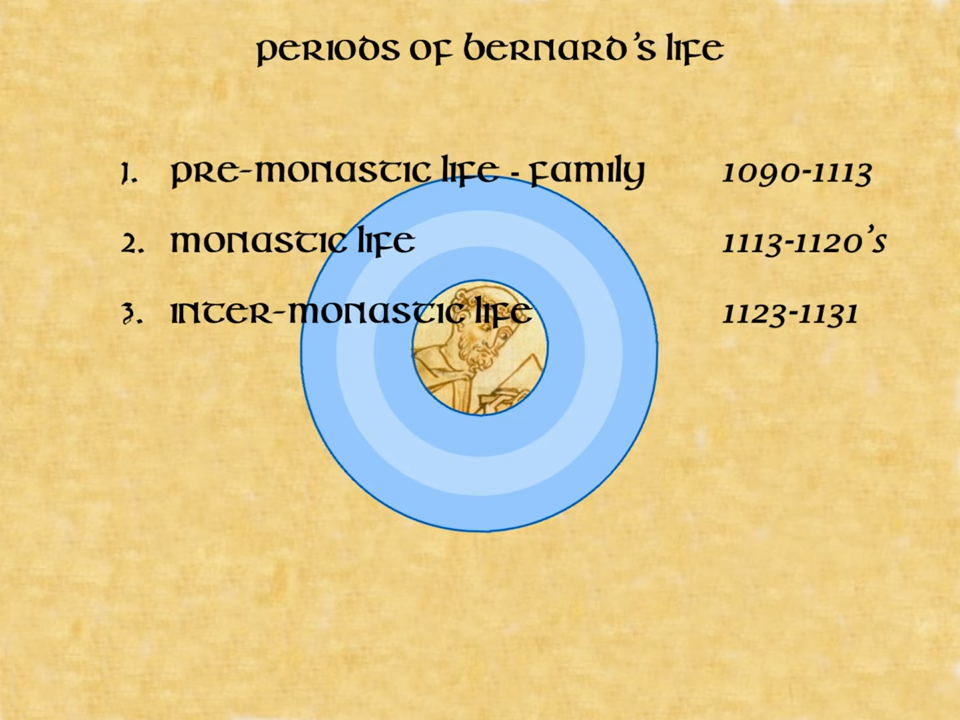 Periods of Bernard's Life
1. Pre-Monastic Life - Family 1090-1113
2. Monastic Life 1113-1120's
3. Inter-Monastic Life 1123-1131